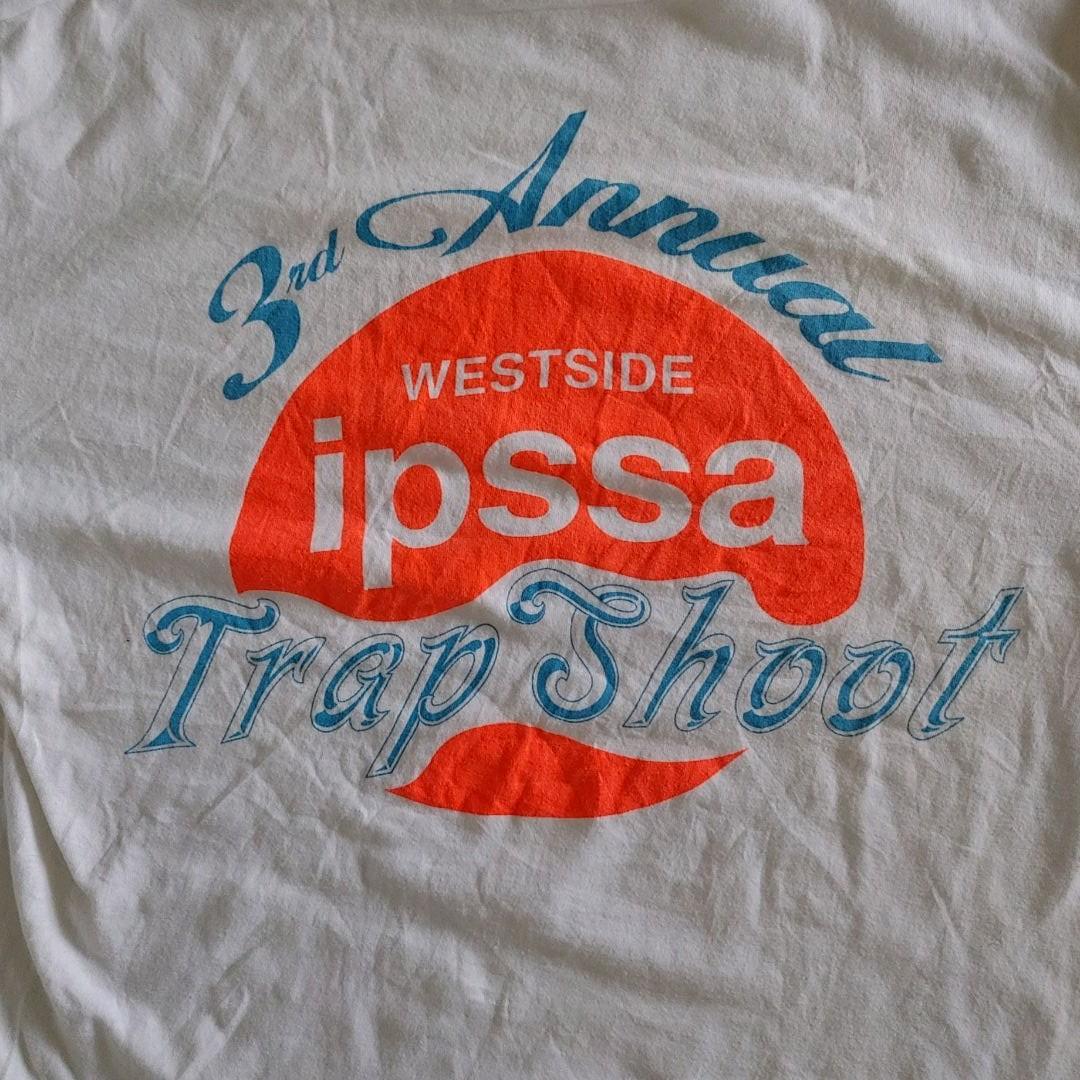 3rd Annual
WESTSIDE
ipssa
Trap Shoot